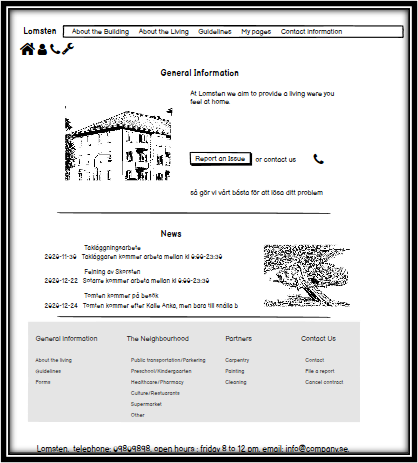 Lomsten About the Building About the Living Guidelines My pages Contact Information
General Information
At Lomsten we aim to provide a living were you
feel at home.
Report an Issue or contact us
så gör vi vårt bästa för att lösa ditt problem
News
Takläggningsarbete
2020-11-30 Takläggaren kommer arbeta mellan kl 6:00-23:30
Fejning av Skorsten
2020-12-22 Sotarre kommer arbeta mellan kl 6:00-23:30
Tomten kommer på besök
2020-12-24 Tomten kommer efter Kalle Anka, men bara till snälla b
General Information The Neighbourhood Partners Contact Us
About the living Public transportation/Parkering Carpentry Contact
Guidelines Preschool/Kindergarten Painting File a report
Forms Healthcare/Pharmacy Cleaning Cancel contract
Culture/Restuarants
Supermarket
Other
Lomsten, telephone: 09809898, open hours : friday 8 to 12 pm, email: info@company.se,